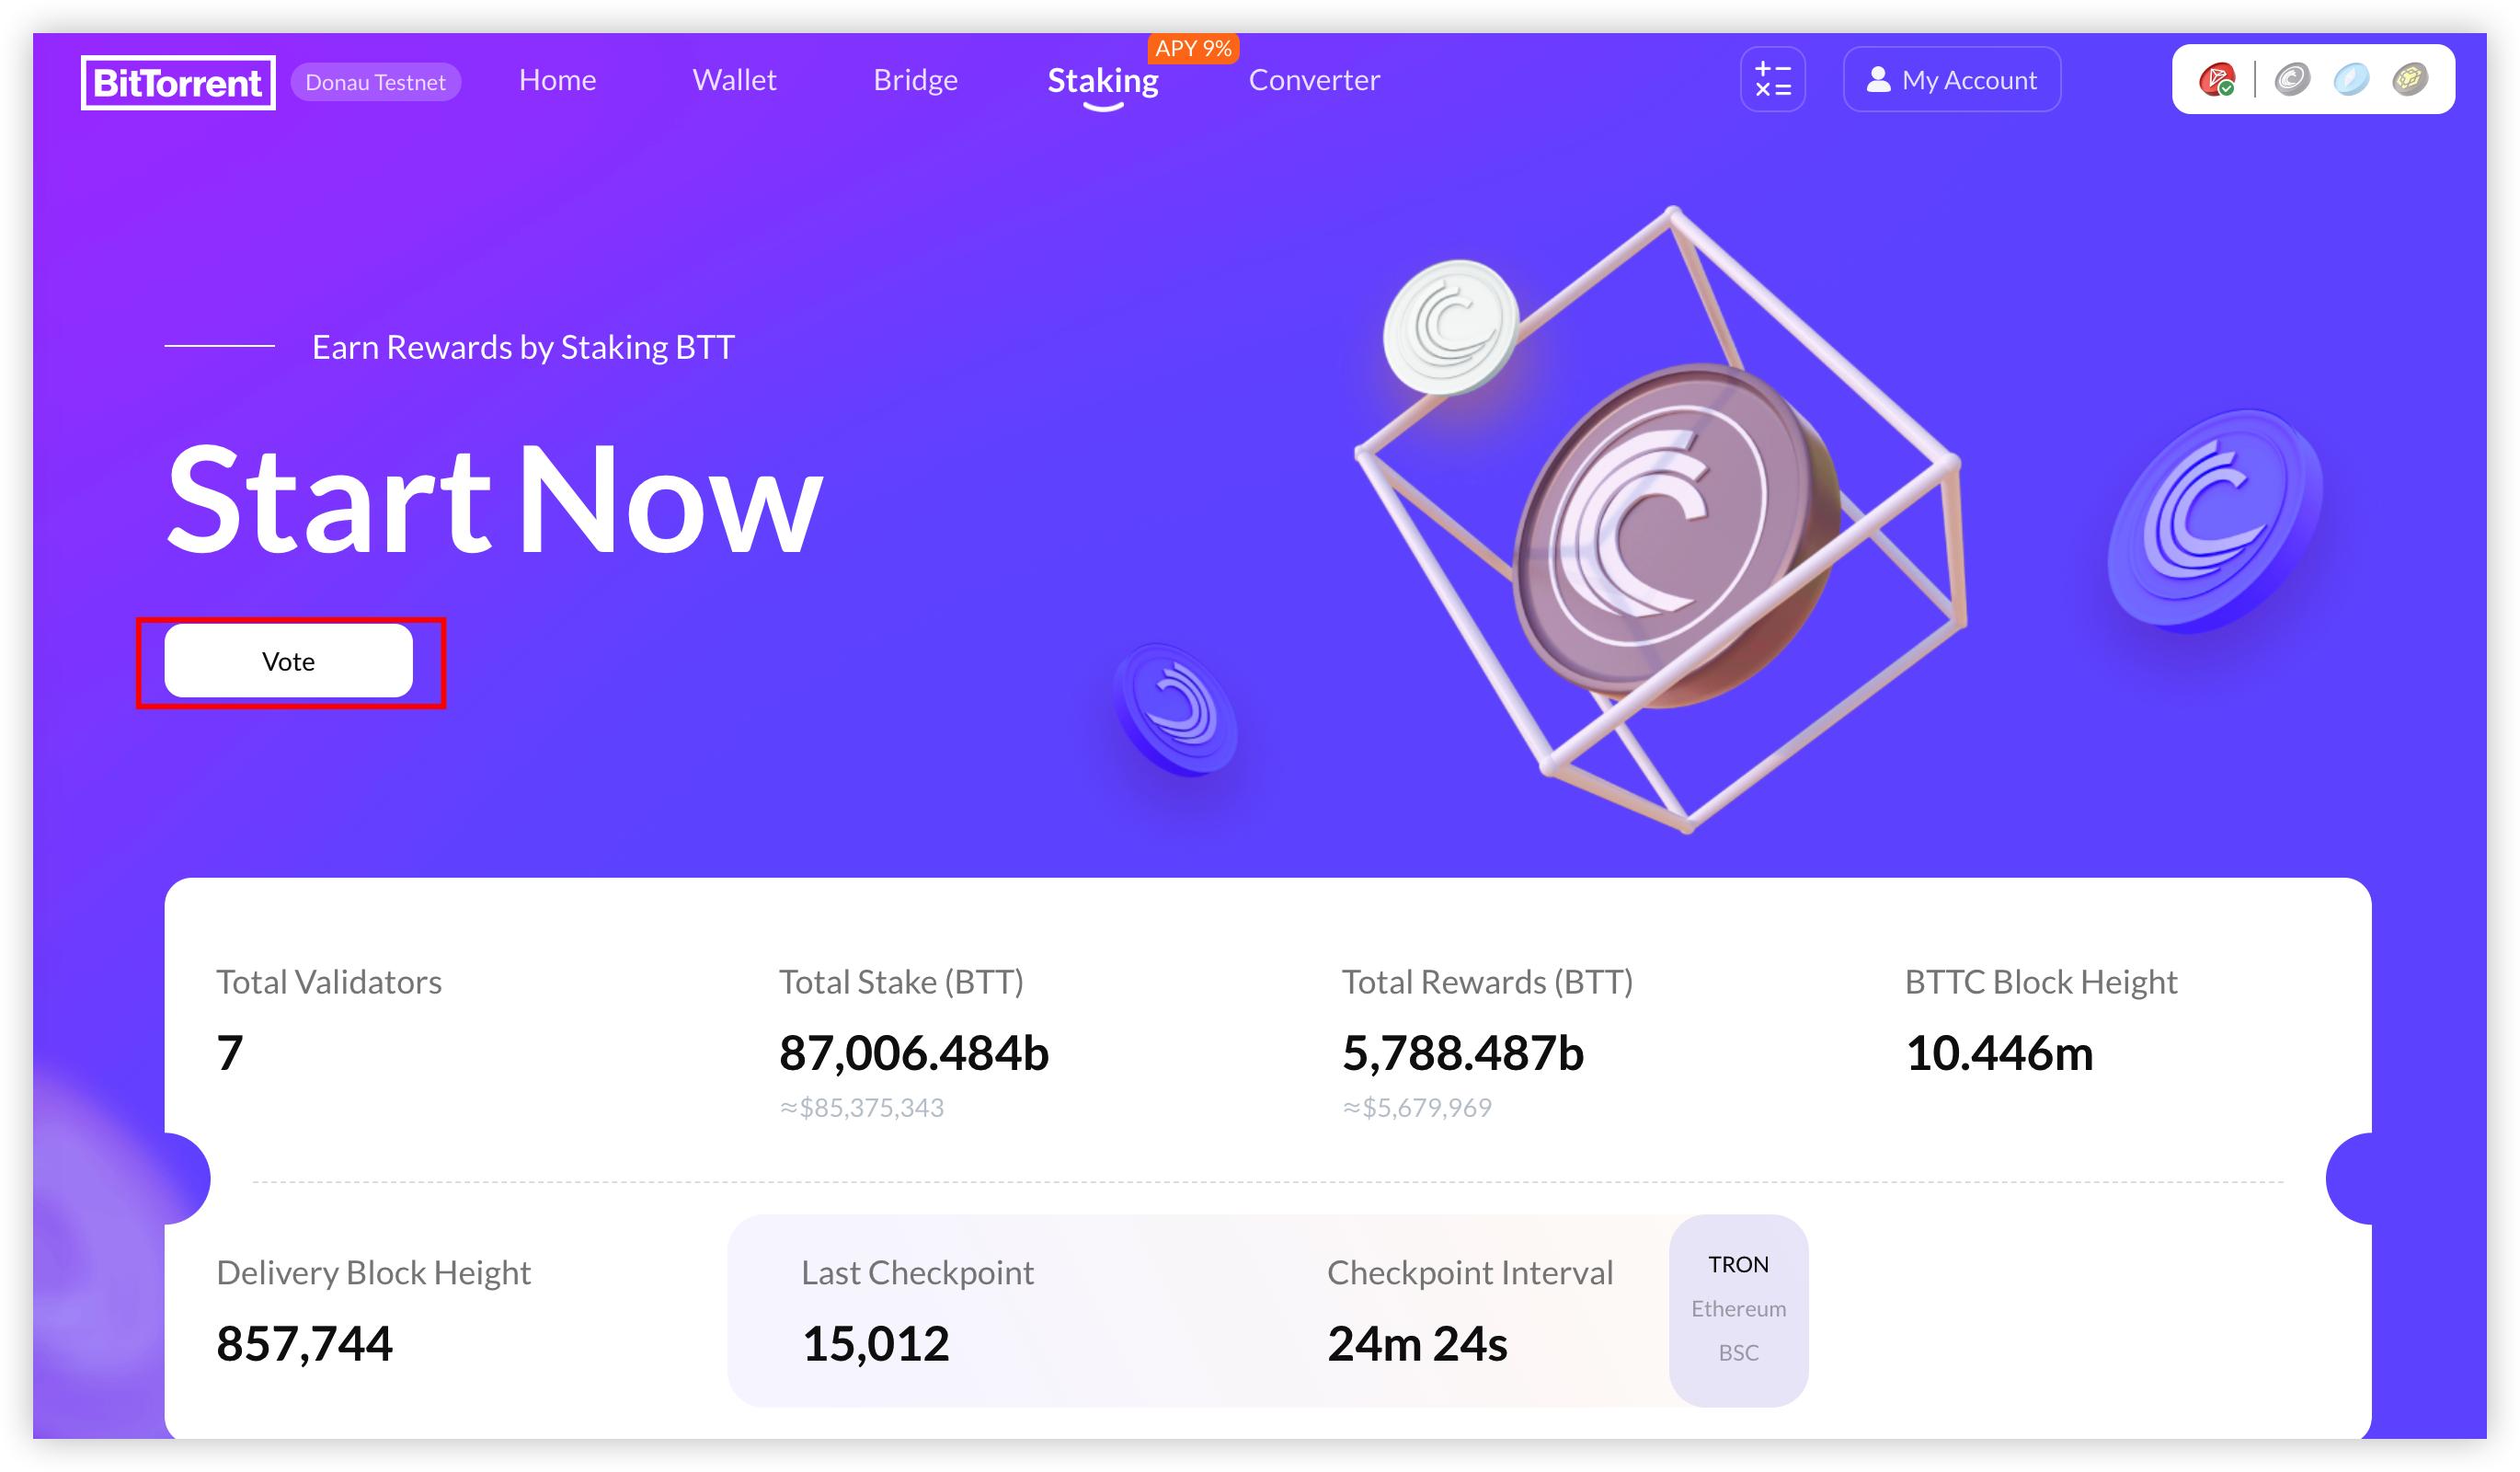 BitTorrent
Donau Testnet
Home
Wallet
Bridge
Staking
APY 9%
Converter
My Account
Earn Rewards by Staking BTT
Start Now
Vote
Total Validators
7
Total Stake (BTT)
87,006.484b
≈$85,375,343
Total Rewards (BTT)
5,788.487b
≈$5,679,969
BTTC Block Height
10.446m
Delivery Block Height
857,744
Last Checkpoint
15,012
Checkpoint Interval
24m 24s
TRON
Ethereum
BSC